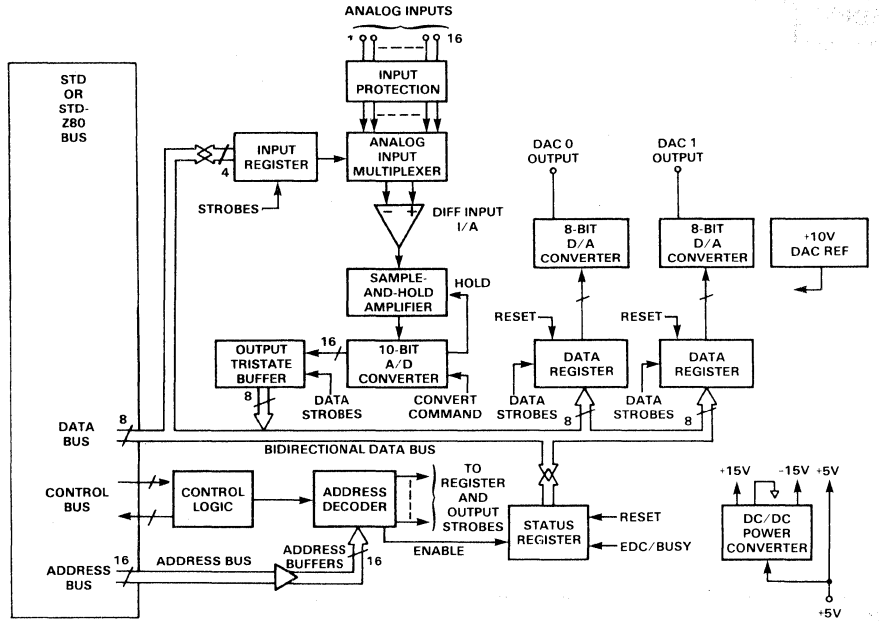 ANALOG INPUTS
1
16
STD
OR
STD-
Z80
BUS
INPUT
PROTECTION
INPUT
REGISTER
4
STROBES
ANALOG
INPUT
MULTIPLEXER
DIFF INPUT
I/A
- +
SAMPLE-
AND-HOLD
AMPLIFIER
HOLD
OUTPUT
TRISTATE
BUFFER
16
8
10-BIT
A/D
CONVERTER
DATA
STROBES
CONVERT
COMMAND
DAC 0
OUTPUT
DAC 1
OUTPUT
8-BIT
D/A
CONVERTER
8-BIT
D/A
CONVERTER
+10V
DAC REF
RESET
RESET
DATA
REGISTER
DATA
REGISTER
DATA
STROBES
8
DATA
STROBES
8
DATA
BUS
8
BIDIRECTIONAL DATA BUS
CONTROL
BUS
CONTROL
LOGIC
ADDRESS
DECODER
TO
REGISTER
AND
OUTPUT
STROBES
STATUS
REGISTER
RESET
EDC/BUSY
ENABLE
ADDRESS
BUS
16
ADDRESS BUS
ADDRESS
BUFFERS
16
+15V
-15V
+5V
DC/DC
POWER
CONVERTER
+5V